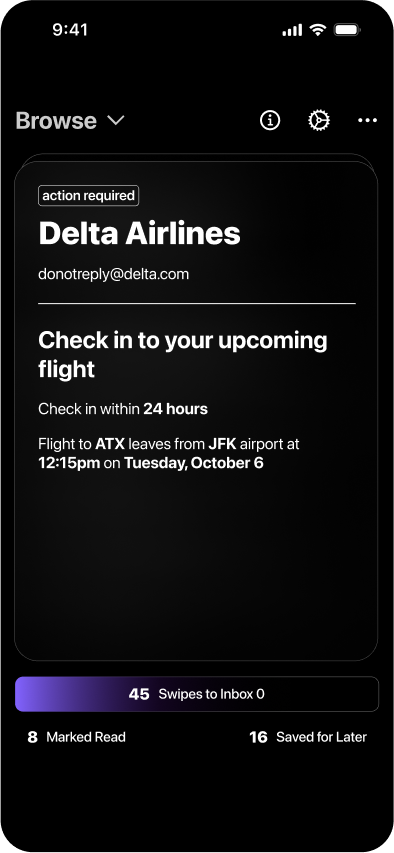 9:41
Browse
action required
Delta Airlines
donotreply@delta.com
Check in to your upcoming
flight
Check in within 24 hours
Flight to ATX leaves from JFK airport at
12:15pm on Tuesday, October 6
45 Swipes to Inbox 0
8 Marked Read 16 Saved for Later